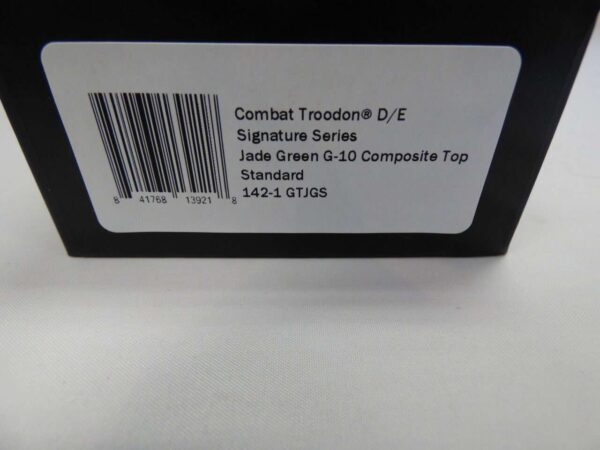 Combat Troodon® D/E
Signature Series
Jade Green G-10 Composite Top
Standard
142-1 GTJGS
8 41768 13921 8